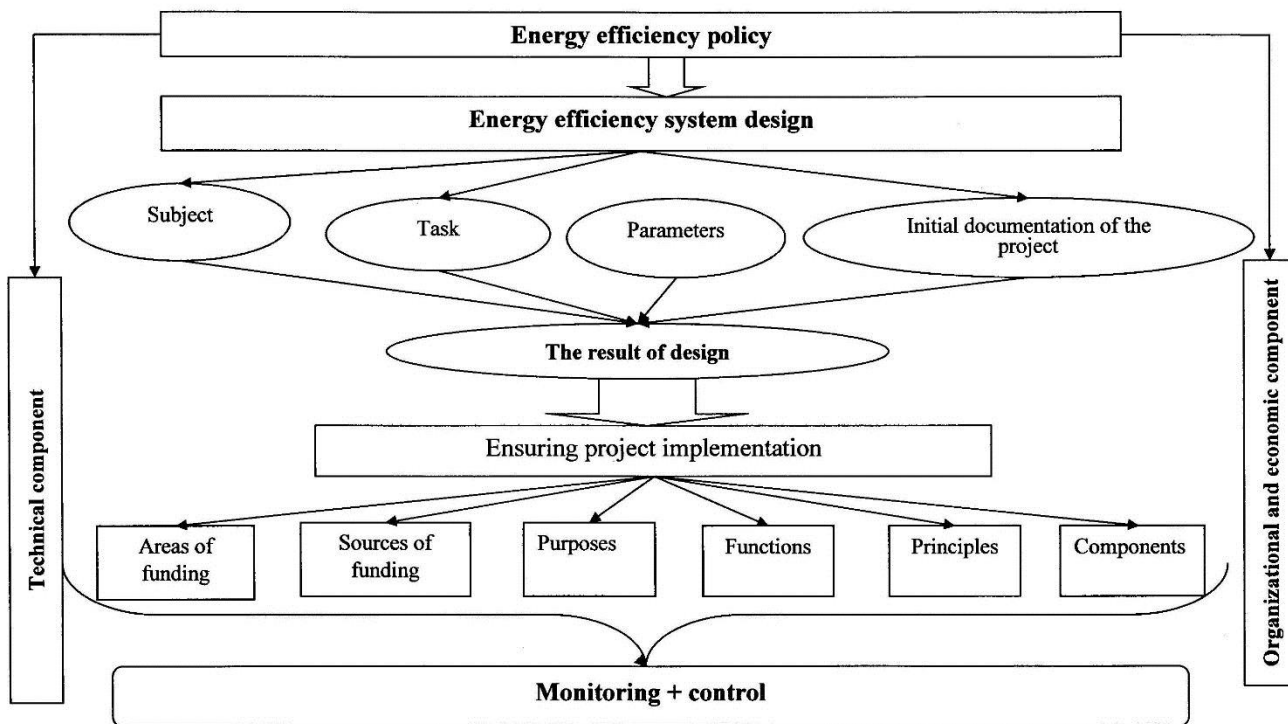 Energy efficiency policy
Energy efficiency system design
Subject
Task
Parameters
Initial documentation of the
project
The result of design
Ensuring project implementation
Areas of
funding
Sources of
funding
Purposes
Functions
Principles
Components
Technical component
Organizational and economic component
Monitoring + control